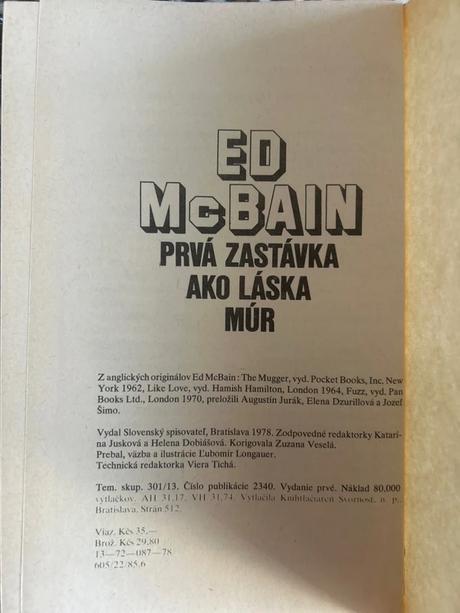 ED
McBAIN
PRVÁ ZASTÁVKA
AKO LÁSKA
MÚR
Z anglických originálov Ed McBain: The Mugger, vyd. Pocket Books, Inc. New
York 1962, Like Love, vyd. Hamish Hamilton, London 1964, Fuzz, vyd. Pan
Books Ltd., London 1970, preložili Augustín Jurák, Elena Dzurillová a Jozef
Šimo.
Vydal Slovenský spisovateľ, Bratislava 1978. Zodpovedné redaktorky Katarí-
na Jusková a Helena Dobiášová. Korigovala Zuzana Veselá.
Prebal, väzba a ilustrácie Ľubomír Longauer.
Technická redaktorka Viera Tichá.
Tem. skup. 301/13. Číslo publikácie 2340. Vydanie prvé. Náklad 80.000
výtlačkov. AH 31,17, VH 31,74. Vytlačila Kníhtlačiareň Svornosť, n. p.,
Bratislava. Strán 512.
Viaz. Kčs 35,—
Brož. Kčs 29,80
13—72—087—78
605/22/85,6